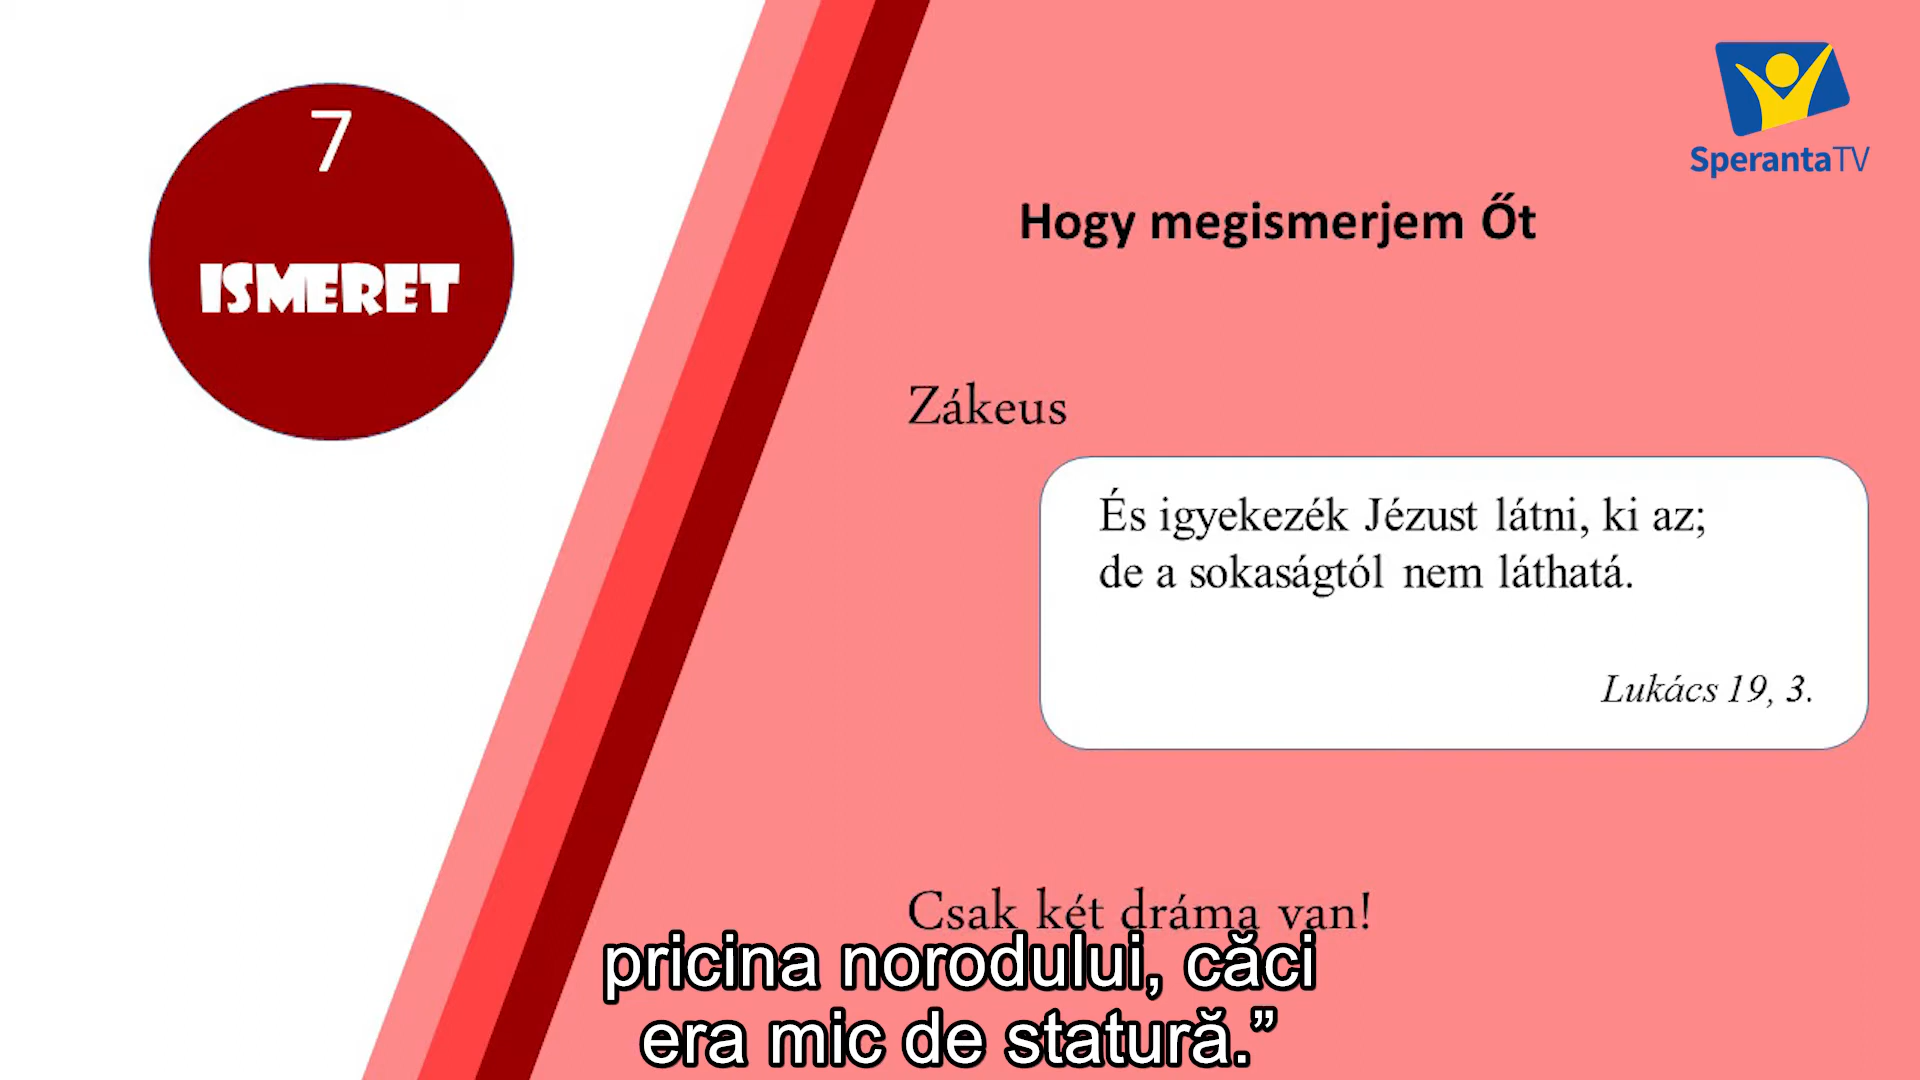 7
ISMERET
SperantaTV
Hogy megismerjem Őt
Zákeus
És igyekezék Jézust látni, ki az;
de a sokaságtól nem láthatá.
Lukács 19, 3.
Csak két dráma van!
pricina norodului, căci
era mic de statură.”